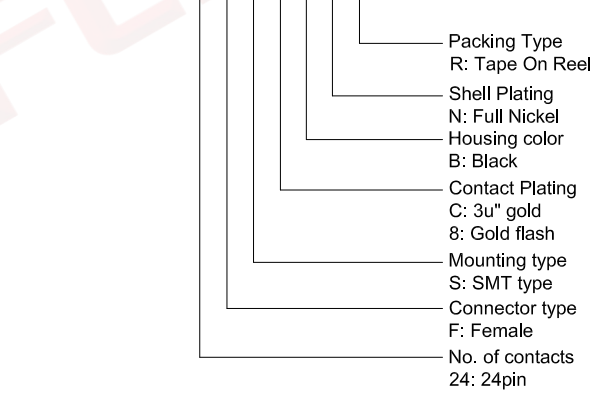 Packing Type
R: Tape On Reel
Shell Plating
N: Full Nickel
Housing color
B: Black
Contact Plating
C: 3u" gold
8: Gold flash
Mounting type
S: SMT type
Connector type
F: Female
No. of contacts
24: 24pin